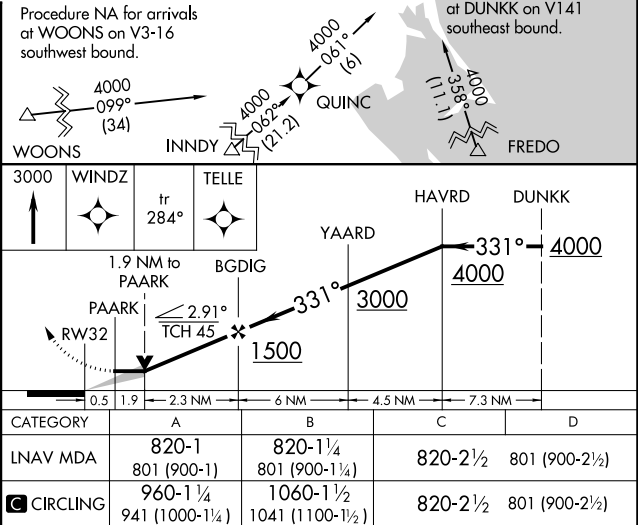 Procedure NA for arrivals
at WOONS on V3-16
southwest bound.
at DUNKK on V141
southeast bound.
4000
099°
(34)
WOONS
4000
062°
(21.2)
INNDY
QUINC
4000
061°
(6)
4000
358°
(11.1)
FREDO
3000
WINDZ
tr
284°
TELLE
HAVRD
DUNKK
YAARD
331°
4000
4000
1.9 NM to
PAARK
BGDIG
331°
3000
PAARK
2.91°
TCH 45
RW32
1500
0.5 1.9 2.3 NM 6 NM 4.5 NM 7.3 NM
CATEGORY A B C D
LNAV MDA 820-1 820-1¼ 820-2½ 801 (900-2½)
801 (900-1) 801 (900-1¼)
C CIRCLING 960-1¼ 1060-1½ 820-2½ 801 (900-2½)
941 (1000-1¼) 1041 (1100-1½)